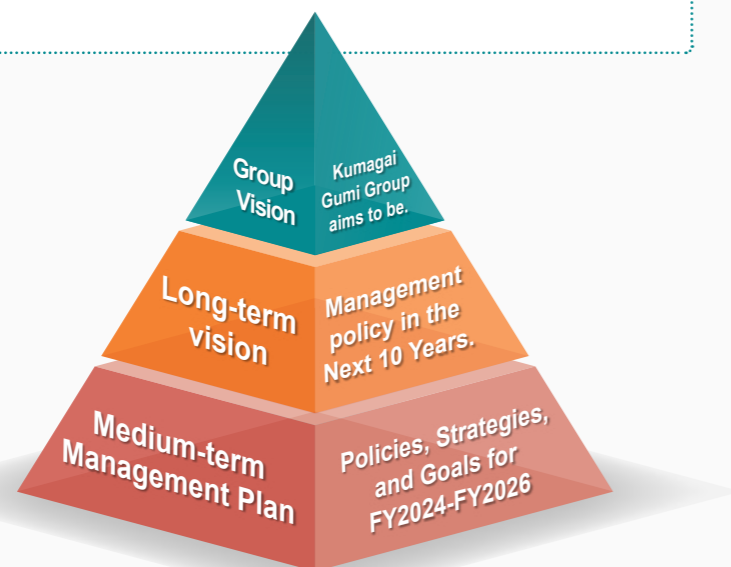 Group
Vision
Kumagai
Gumi Group
aims to be.
Long-term
vision
Management
policy in the
Next 10 Years.
Medium-term
Management Plan
Policies, Strategies,
and Goals for
FY2024-FY2026